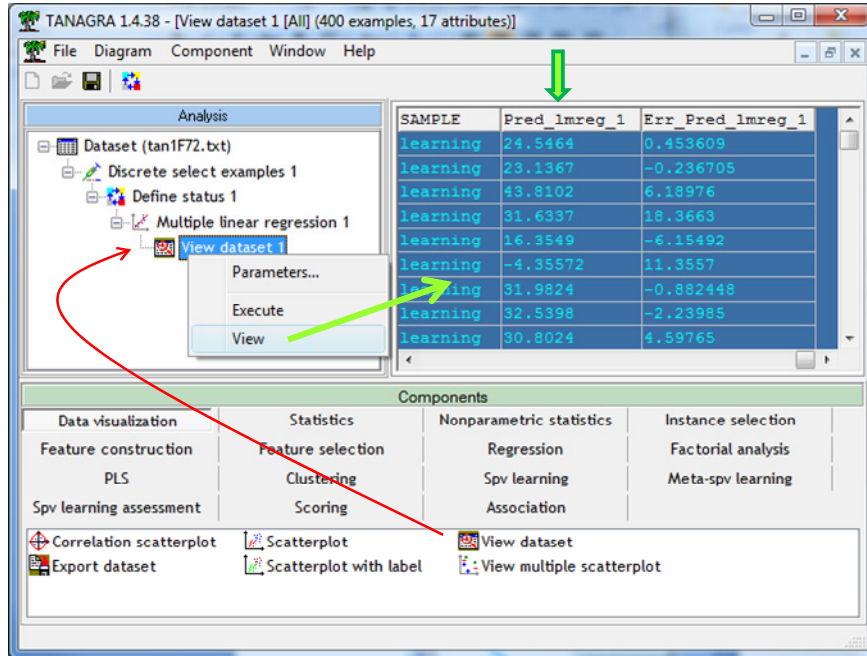 TANAGRA 1.4.38 - [View dataset 1 [All] (400 examples, 17 attributes)]
File Diagram Component Window Help
Analysis
Dataset (tan1F72.txt)
Discrete select examples 1
Define status 1
Multiple linear regression 1
View dataset 1
Parameters...
Execute
View
SAMPLE Pred_lmreg_1 Err_Pred_lmreg_1
learning 24.5464 0.453609
learning 23.1367 -0.236705
learning 43.8102 6.18976
learning 31.6337 18.3663
learning 16.3549 -6.15492
learning -4.35572 11.3557
learning 31.9824 -0.882448
learning 32.5398 -2.23985
learning 30.8024 4.59765
Components
Data visualization Statistics Nonparametric statistics Instance selection
Feature construction Feature selection Regression Factorial analysis
PLS Clustering Spv learning Meta-spv learning
Spv learning assessment Scoring Association
Correlation scatterplot Scatterplot View dataset
Export dataset Scatterplot with label View multiple scatterplot